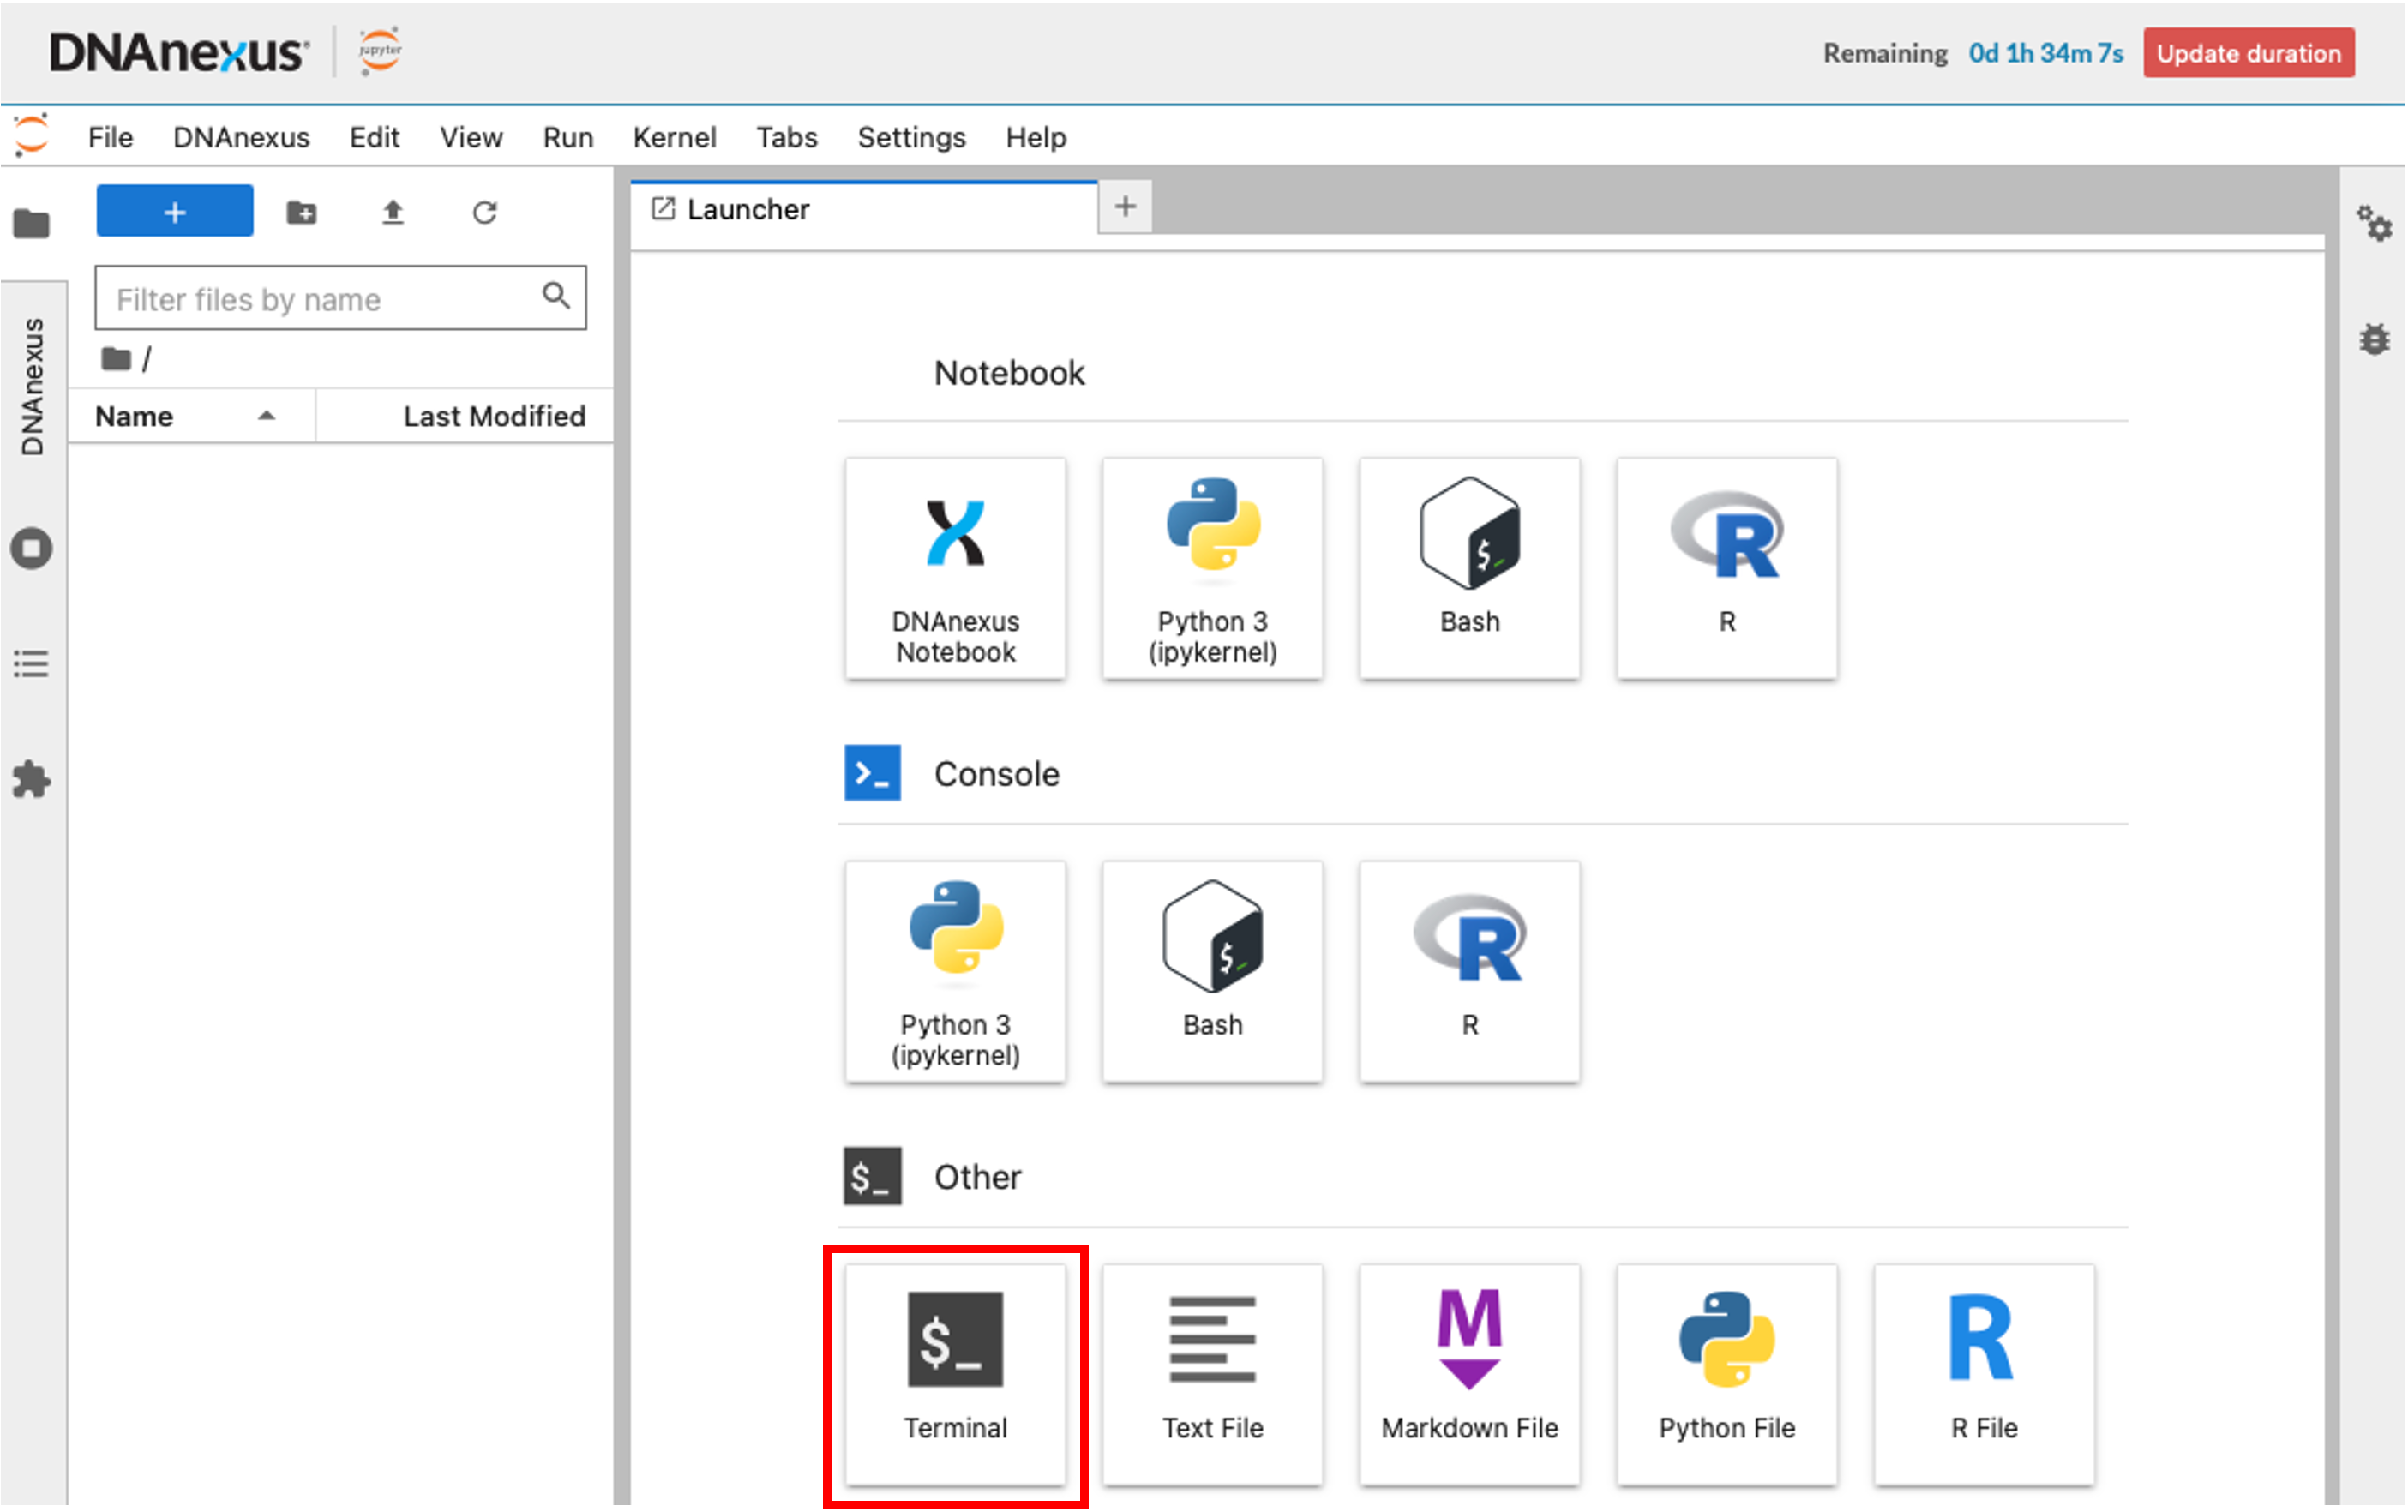 DNAnexus® jupyter Remaining 0d 1h 34m 7s Update duration
File DNAnexus Edit View Run Kernel Tabs Settings Help
+
Launcher +
Filter files by name
/
DNAnexus
Name Last Modified
Notebook
$_
R
DNAnexus
Notebook
Python 3
(ipykernel)
Bash
R
>_ Console
$_
R
Python 3
(ipykernel)
Bash
R
$_ Other
$_
M
R
Terminal
Text File
Markdown File
Python File
R File